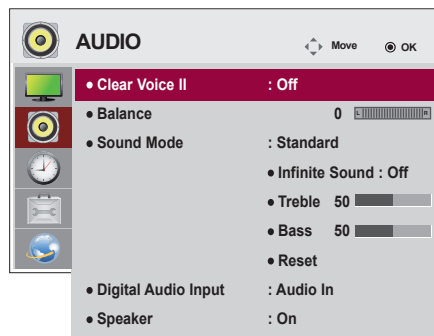 AUDIO Move OK
● Clear Voice II : Off
● Balance 0 L R
● Sound Mode : Standard
● Infinite Sound : Off
● Treble 50
● Bass 50
● Reset
● Digital Audio Input : Audio In
● Speaker : On